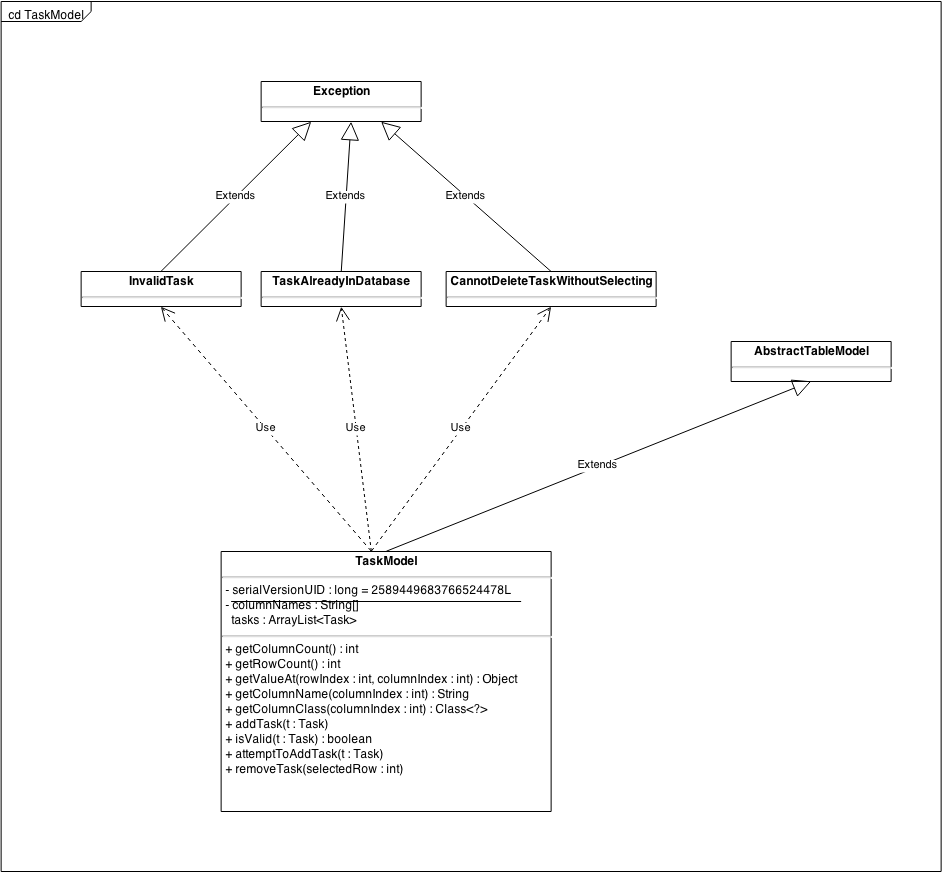 cd TaskModel
Exception
Extends Extends Extends
InvalidTask TaskAlreadyInDatabase CannotDeleteTaskWithoutSelecting
AbstractTableModel
Use Use Use
Extends
TaskModel
- serialVersionUID : long = 2589449683766524478L
- columnNames : String[]
tasks : ArrayList<Task>
+ getColumnCount() : int
+ getRowCount() : int
+ getValueAt(rowIndex : int, columnIndex : int) : Object
+ getColumnName(columnIndex : int) : String
+ getColumnClass(columnIndex : int) : Class<?>
+ addTask(t : Task)
+ isValid(t : Task) : boolean
+ attemptToAddTask(t : Task)
+ removeTask(selectedRow : int)